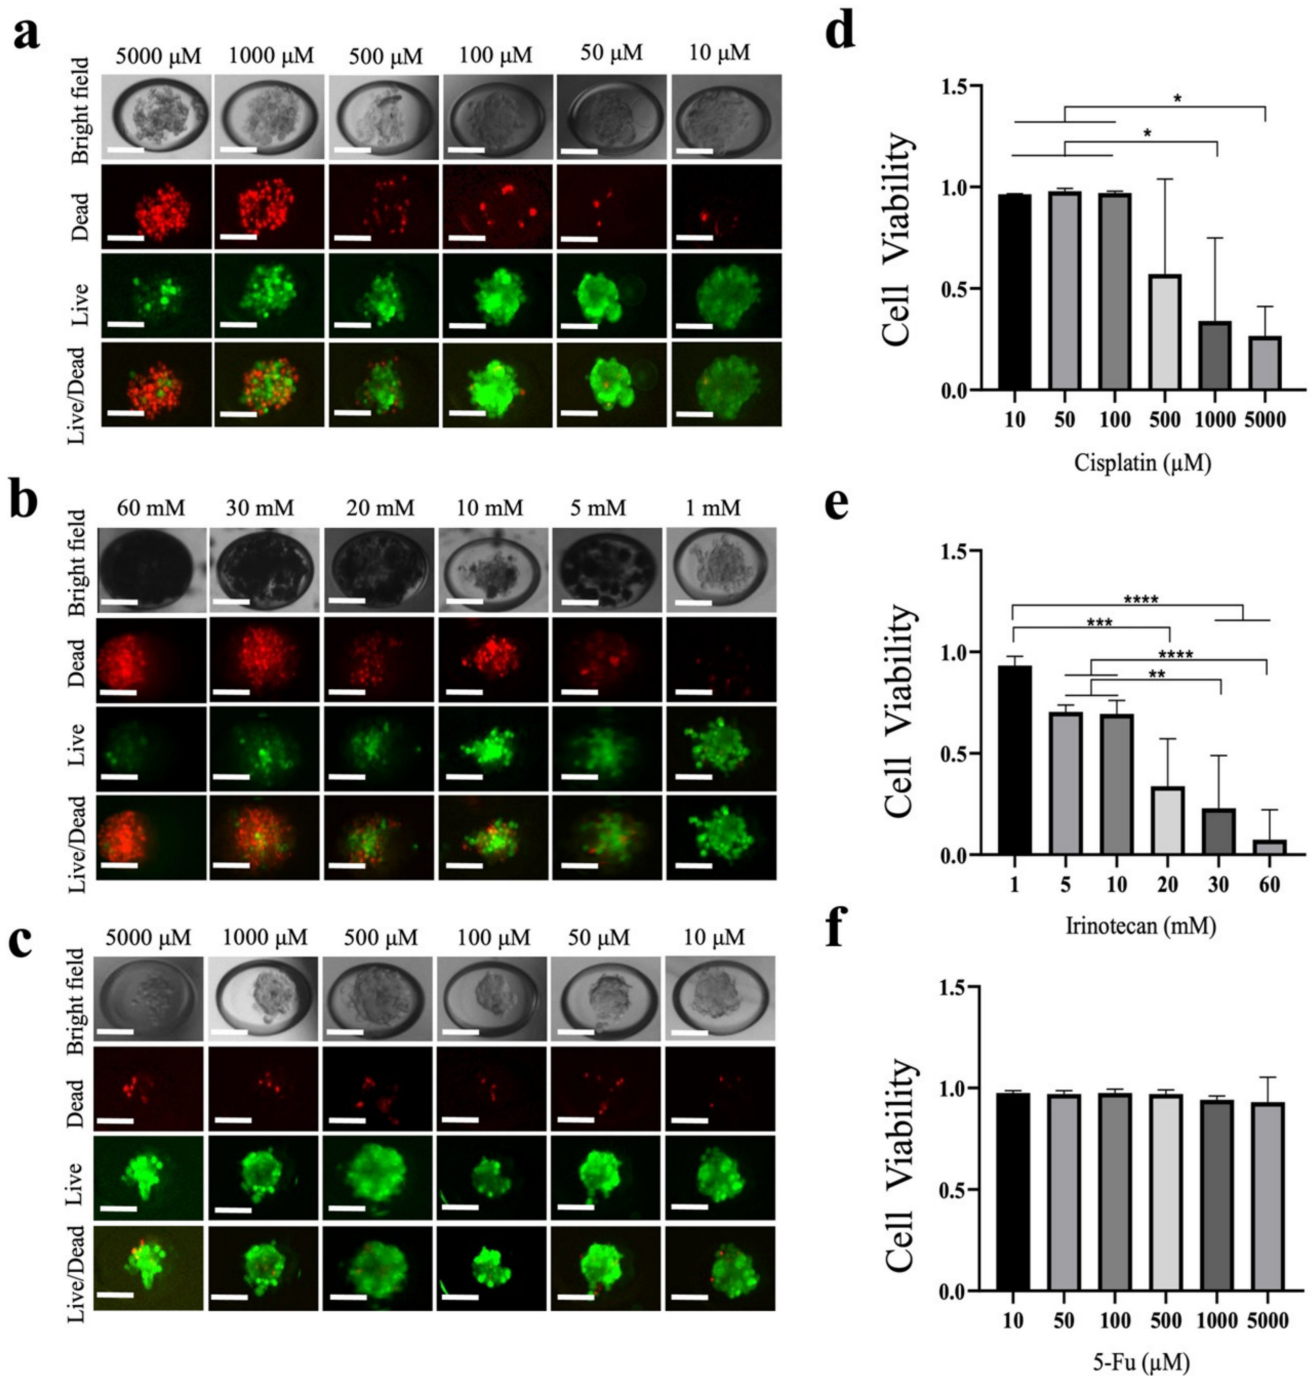 a
5000 μM 1000 μM 500 μM 100 μM 50 μM 10 μM
Bright field
Dead
Live
Live/Dead
b
60 mM 30 mM 20 mM 10 mM 5 mM 1 mM
Bright field
Dead
Live
Live/Dead
c
5000 μM 1000 μM 500 μM 100 μM 50 μM 10 μM
Bright field
Dead
Live
Live/Dead
d
Cell Viability
1.5
1.0
0.5
0.0
*
*
10 50 100 500 1000 5000
Cisplatin (μM)
e
Cell Viability
1.5
1.0
0.5
0.0
****
***
****
**
1 5 10 20 30 60
Irinotecan (mM)
f
Cell Viability
1.5
1.0
0.5
0.0
10 50 100 500 1000 5000
5-Fu (μM)